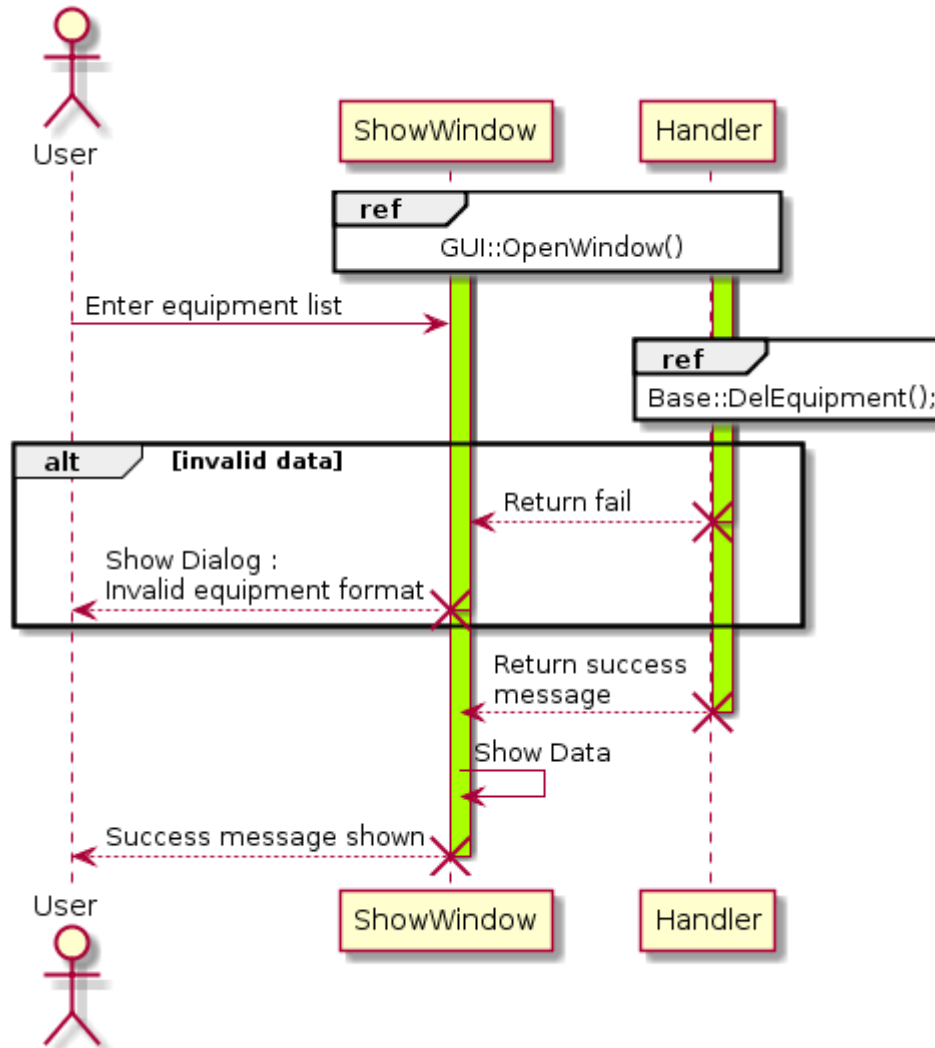 User
ShowWindow
Handler
ref
GUI::OpenWindow()
Enter equipment list
ref
Base::DelEquipment();
alt
[invalid data]
Return fail
Show Dialog :
Invalid equipment format
Return success
message
Show Data
Success message shown
User
ShowWindow
Handler